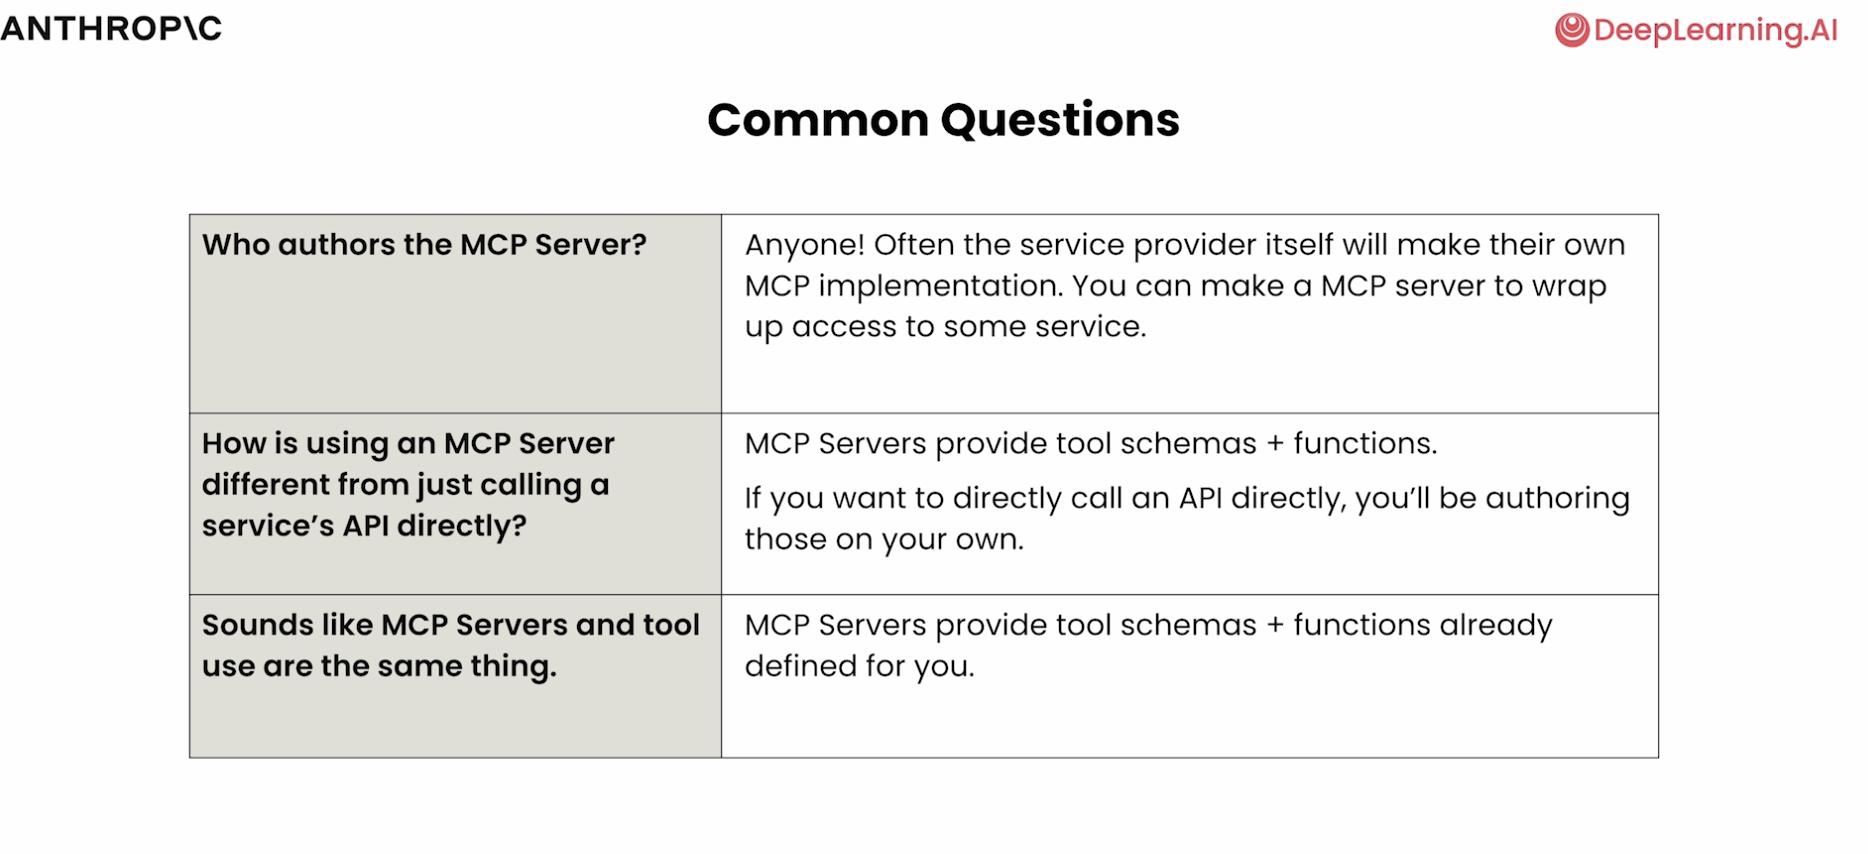 ANTHROP\C
DeepLearning.AI
Common Questions
Who authors the MCP Server?
Anyone! Often the service provider itself will make their own
MCP implementation. You can make a MCP server to wrap
up access to some service.
How is using an MCP Server
different from just calling a
service’s API directly?
MCP Servers provide tool schemas + functions.
If you want to directly call an API directly, you’ll be authoring
those on your own.
Sounds like MCP Servers and tool
use are the same thing.
MCP Servers provide tool schemas + functions already
defined for you.